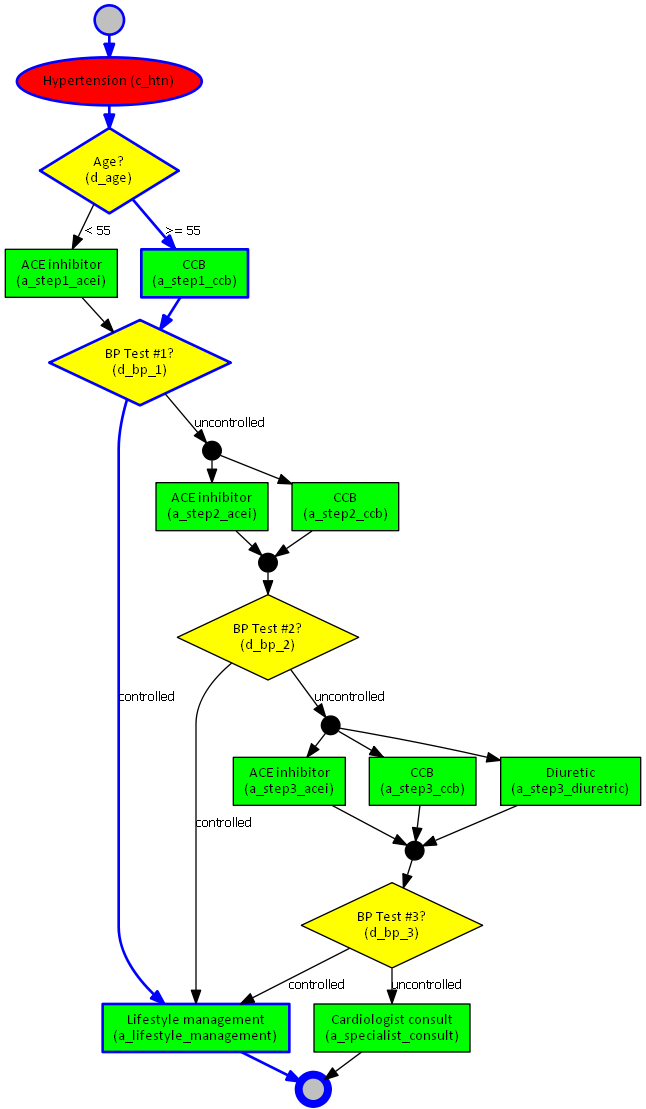 Hypertension (c_htn)
Age?
(d_age)
< 55
>= 55
ACE inhibitor
(a_step1_acei)
CCB
(a_step1_ccb)
BP Test #1?
(d_bp_1)
uncontrolled
ACE inhibitor
(a_step2_acei)
CCB
(a_step2_ccb)
BP Test #2?
(d_bp_2)
controlled
uncontrolled
ACE inhibitor
(a_step3_acei)
CCB
(a_step3_ccb)
Diuretic
(a_step3_diuretric)
controlled
BP Test #3?
(d_bp_3)
controlled
uncontrolled
Lifestyle management
(a_lifestyle_management)
Cardiologist consult
(a_specialist_consult)